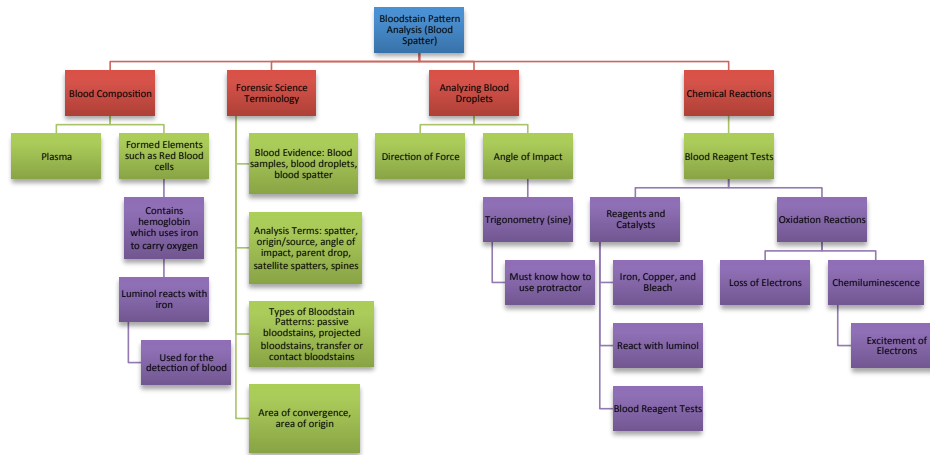 Bloodstain Pattern
Analysis (Blood
Spatter)
Blood Composition
Forensic Science
Terminology
Analyzing Blood
Droplets
Chemical Reactions
Plasma
Formed Elements
such as Red Blood
cells
Blood Evidence: Blood
samples, blood droplets,
blood spatter
Direction of Force
Angle of Impact
Blood Reagent Tests
Contains
hemoglobin
which uses iron
to carry oxygen
Analysis Terms: spatter,
origin/source, angle of
impact, parent drop,
satellite spatters, spines
Trigonometry (sine)
Reagents and
Catalysts
Oxidation Reactions
Luminol reacts with
iron
Must know how to
use protractor
Iron, Copper, and
Bleach
Loss of Electrons
Chemiluminescence
Types of Bloodstain
Patterns: passive
bloodstains, projected
bloodstains, transfer or
contact bloodstains
Used for the
detection of blood
React with luminol
Excitement of
Electrons
Area of convergence,
area of origin
Blood Reagent Tests